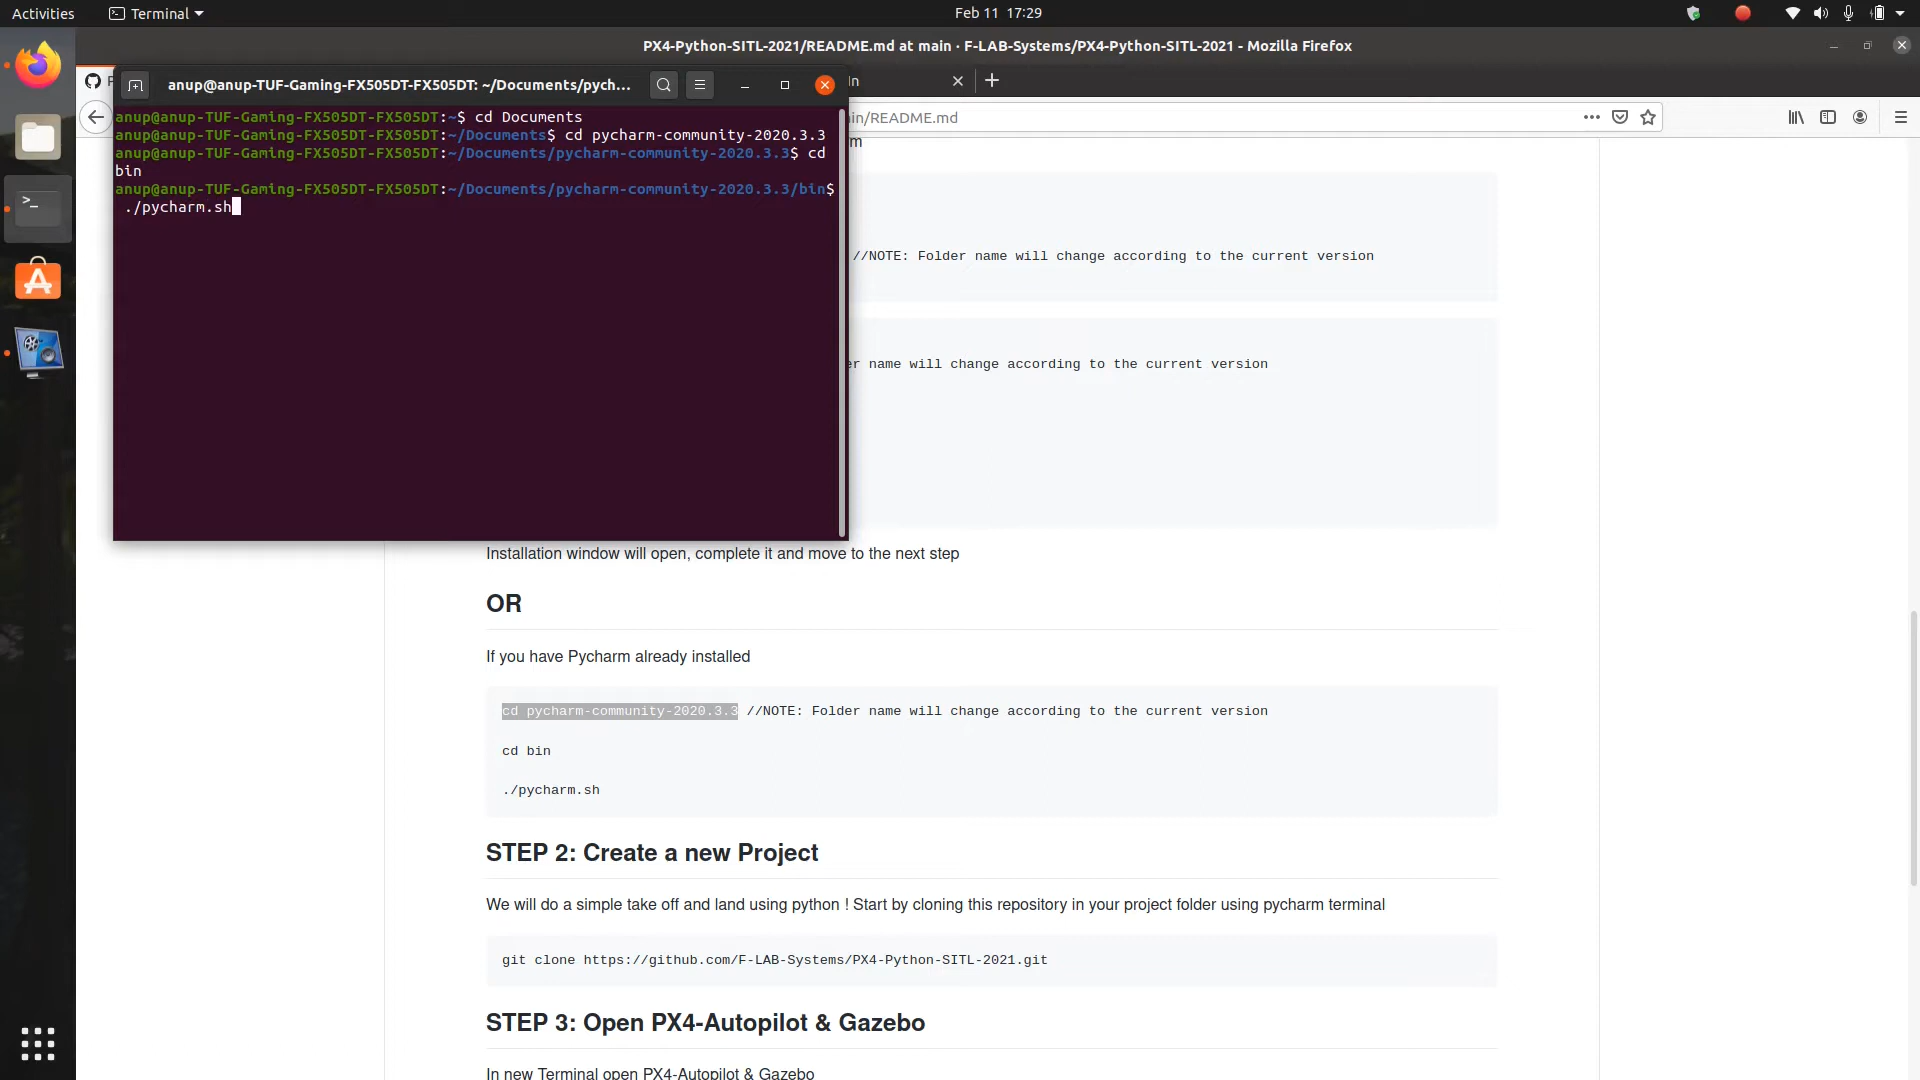 Activities
Terminal
Feb 11 17:29
PX4-Python-SITL-2021/README.md at main · F-LAB-Systems/PX4-Python-SITL-2021 - Mozilla Firefox
anup@anup-TUF-Gaming-FX505DT-FX505DT: ~/Documents/pych...
in/README.md
anup@anup-TUF-Gaming-FX505DT-FX505DT:~$ cd Documents
anup@anup-TUF-Gaming-FX505DT-FX505DT:~/Documents$ cd pycharm-community-2020.3.3
anup@anup-TUF-Gaming-FX505DT-FX505DT:~/Documents/pycharm-community-2020.3.3$ cd
bin
anup@anup-TUF-Gaming-FX505DT-FX505DT:~/Documents/pycharm-community-2020.3.3/bin$
./pycharm.sh
//NOTE: Folder name will change according to the current version
er name will change according to the current version
Installation window will open, complete it and move to the next step
OR
If you have Pycharm already installed
cd pycharm-community-2020.3.3 //NOTE: Folder name will change according to the current version
cd bin
./pycharm.sh
STEP 2: Create a new Project
We will do a simple take off and land using python ! Start by cloning this repository in your project folder using pycharm terminal
git clone https://github.com/F-LAB-Systems/PX4-Python-SITL-2021.git
STEP 3: Open PX4-Autopilot & Gazebo
In new Terminal open PX4-Autopilot & Gazebo